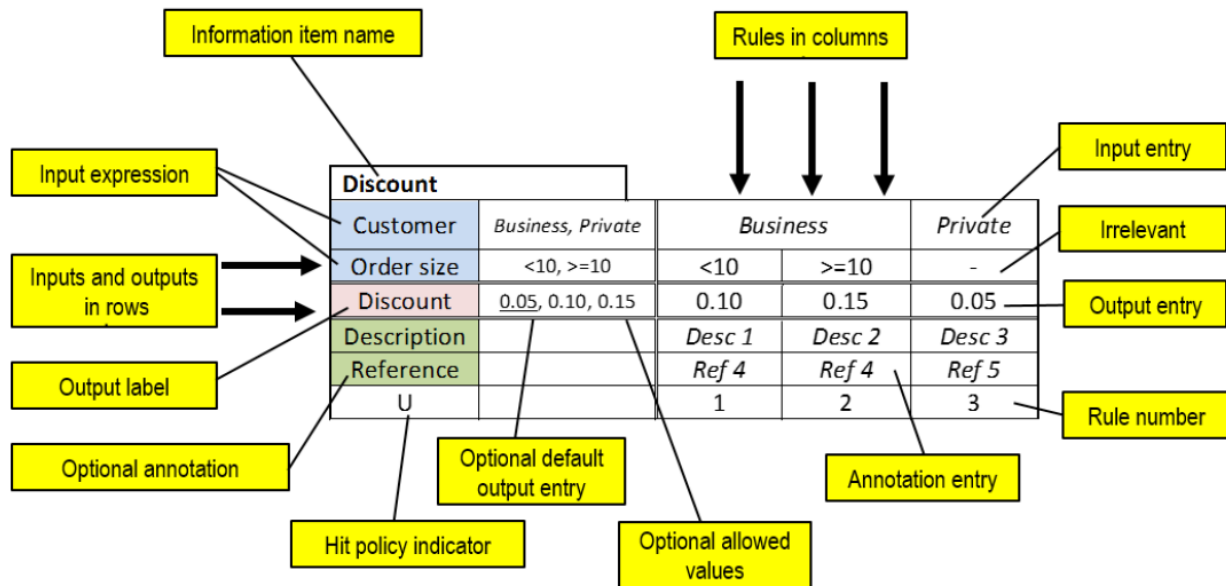 Information item name
Rules in columns
Input expression
Input entry
Discount
Customer Business, Private Business Private
Irrelevant
Inputs and outputs
in rows
Order size <10, >=10 <10 >=10 -
Discount 0.05, 0.10, 0.15 0.10 0.15 0.05
Output entry
Description Desc 1 Desc 2 Desc 3
Output label
Reference Ref 4 Ref 4 Ref 5
U 1 2 3
Rule number
Optional annotation
Optional default
output entry
Annotation entry
Hit policy indicator
Optional allowed
values